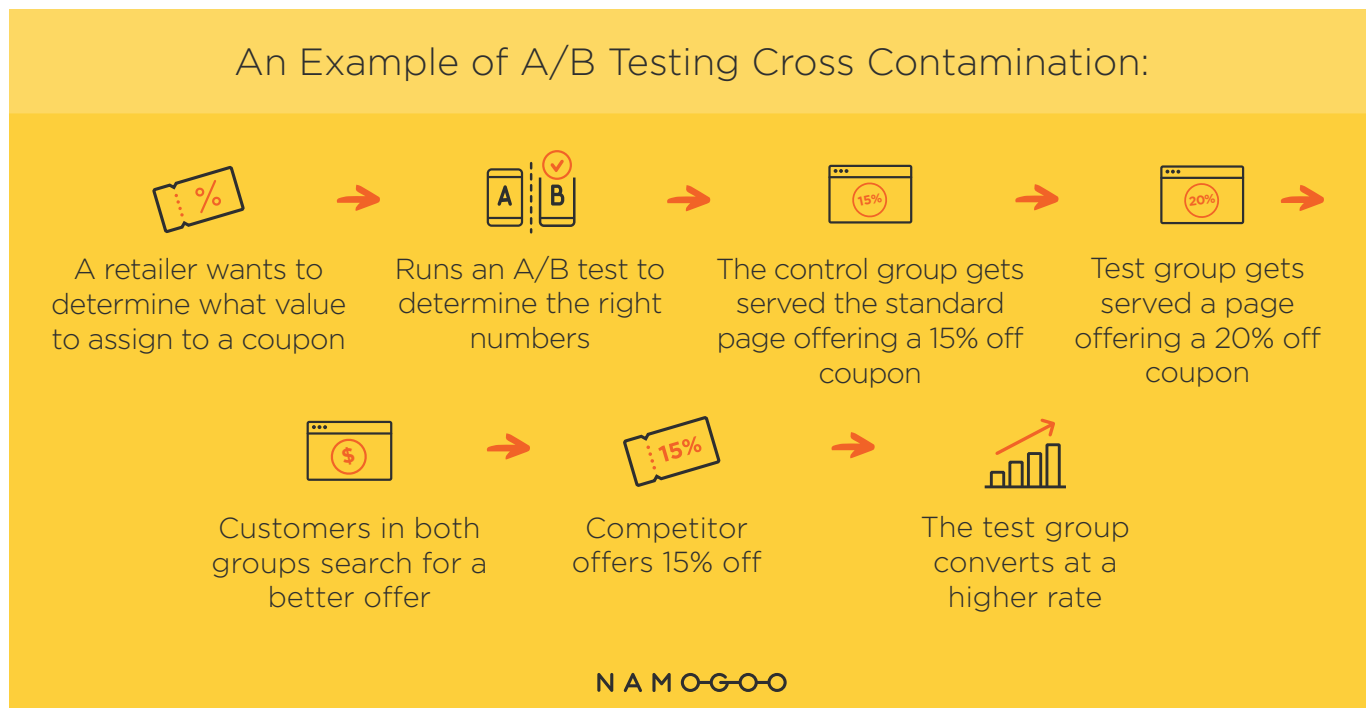 An Example of A/B Testing Cross Contamination:
%
A
B
15%
20%
A retailer wants to
determine what value
to assign to a coupon
Runs an A/B test to
determine the right
numbers
The control group gets
served the standard
page offering a 15% off
coupon
Test group gets
served a page
offering a 20% off
coupon
$
15%
Customers in both
groups search for a
better offer
Competitor
offers 15% off
The test group
converts at a
higher rate
NAMOGOO